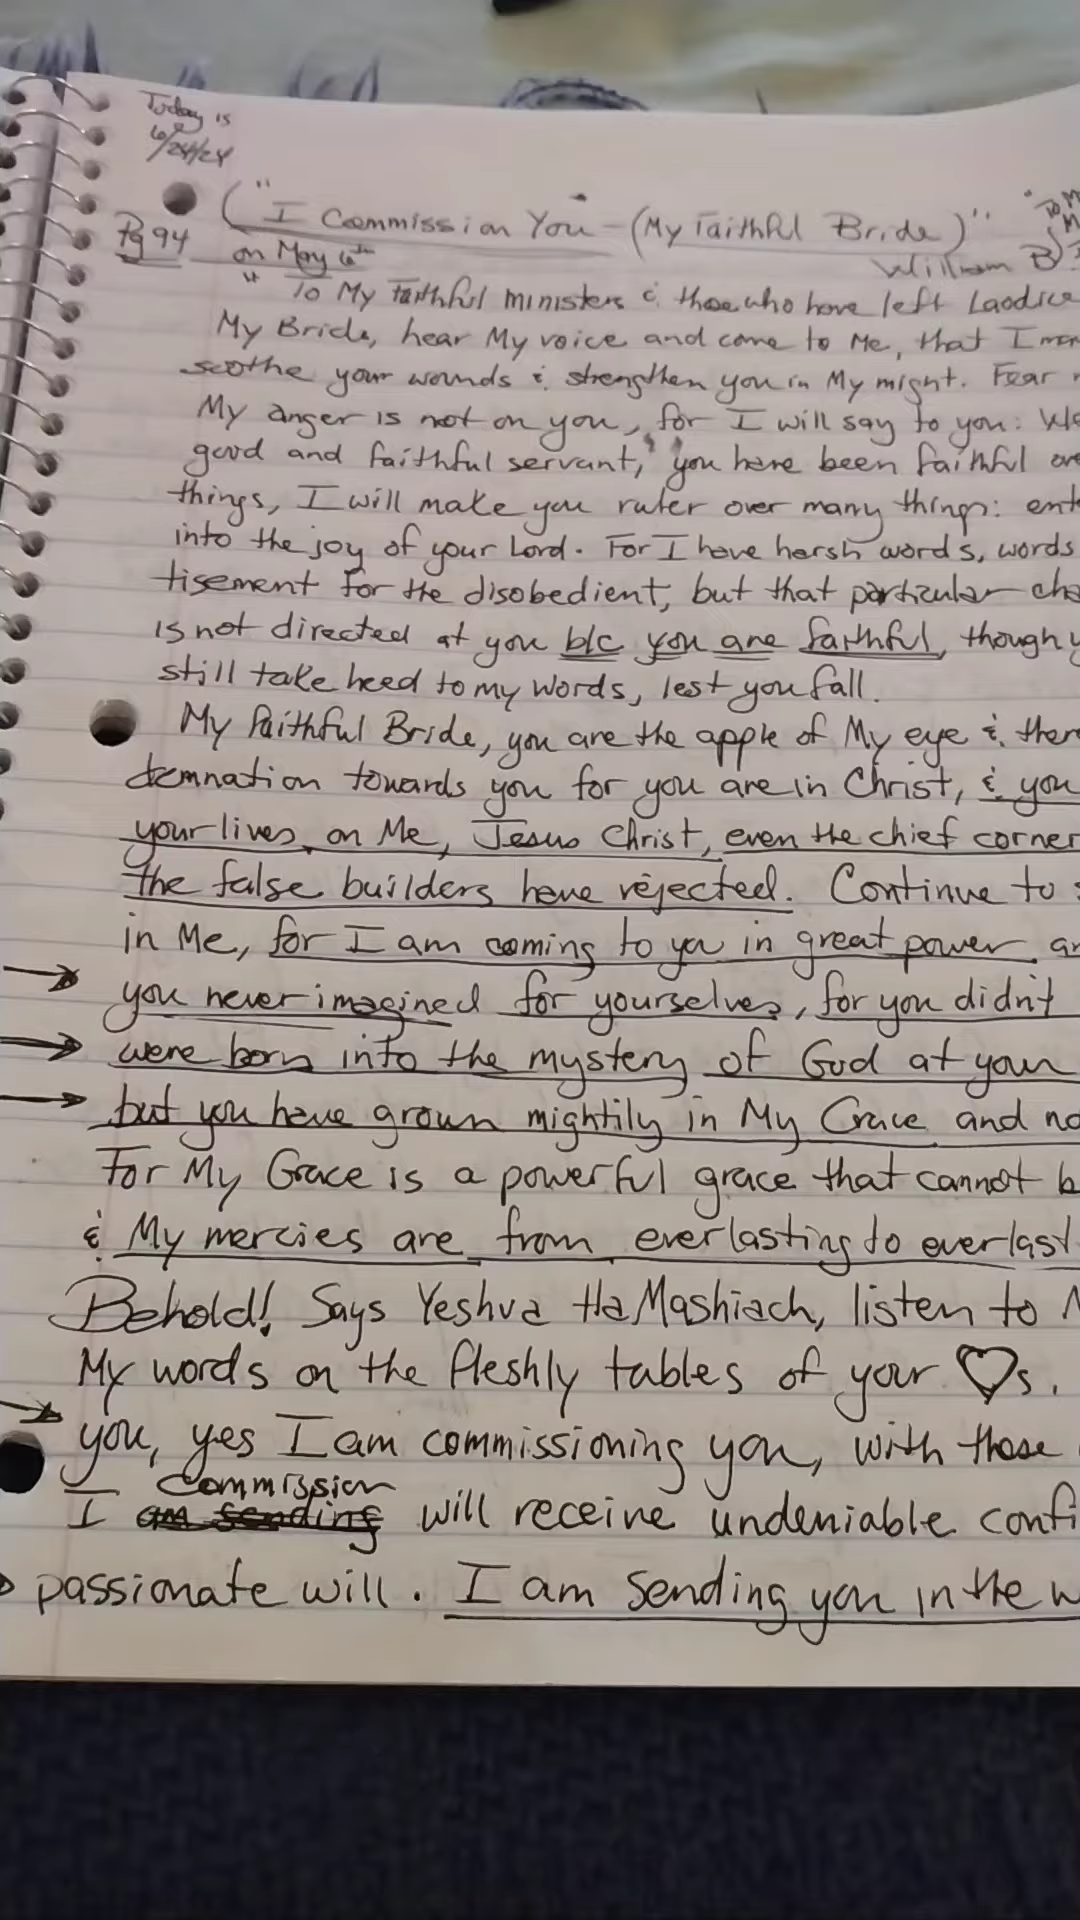 Today is
6/24/24
("I Commission You - (My Faithful Bride)" To M
Pg 94 on May 6th William B
" To My faithful ministers & those who have left Laodice
My Bride, hear My voice and come to Me, that I may
soothe your wounds & strengthen you in My might. Fear n
My anger is not on you, for I will say to you: We
good and faithful servant, you have been faithful ove
things, I will make you ruler over many things: ente
into the joy of your Lord. For I have harsh words, words
tisement for the disobedient, but that particular cha
is not directed at you b/c you are faithful, though y
still take heed to my words, lest you fall.
My Faithful Bride, you are the apple of My eye & ther
demnation towards you for you are in Christ, & you
your lives on Me, Jesus Christ, even the chief corner
the false builders have rejected. Continue to s
in Me, for I am coming to you in great power an
you never imagined for yourselves, for you didn't
were born into the mystery of God at your
but you have grown mightily in My Grace and no
For My Grace is a powerful grace that cannot b
& My mercies are from everlasting to everlast
Behold! Says Yeshua HaMashiach, listen to M
My words on the fleshly tables of your ♡s.
you, yes I am commissioning you, with those
Commission
I am sending will receive undeniable confi
passionate will. I am sending you in the w